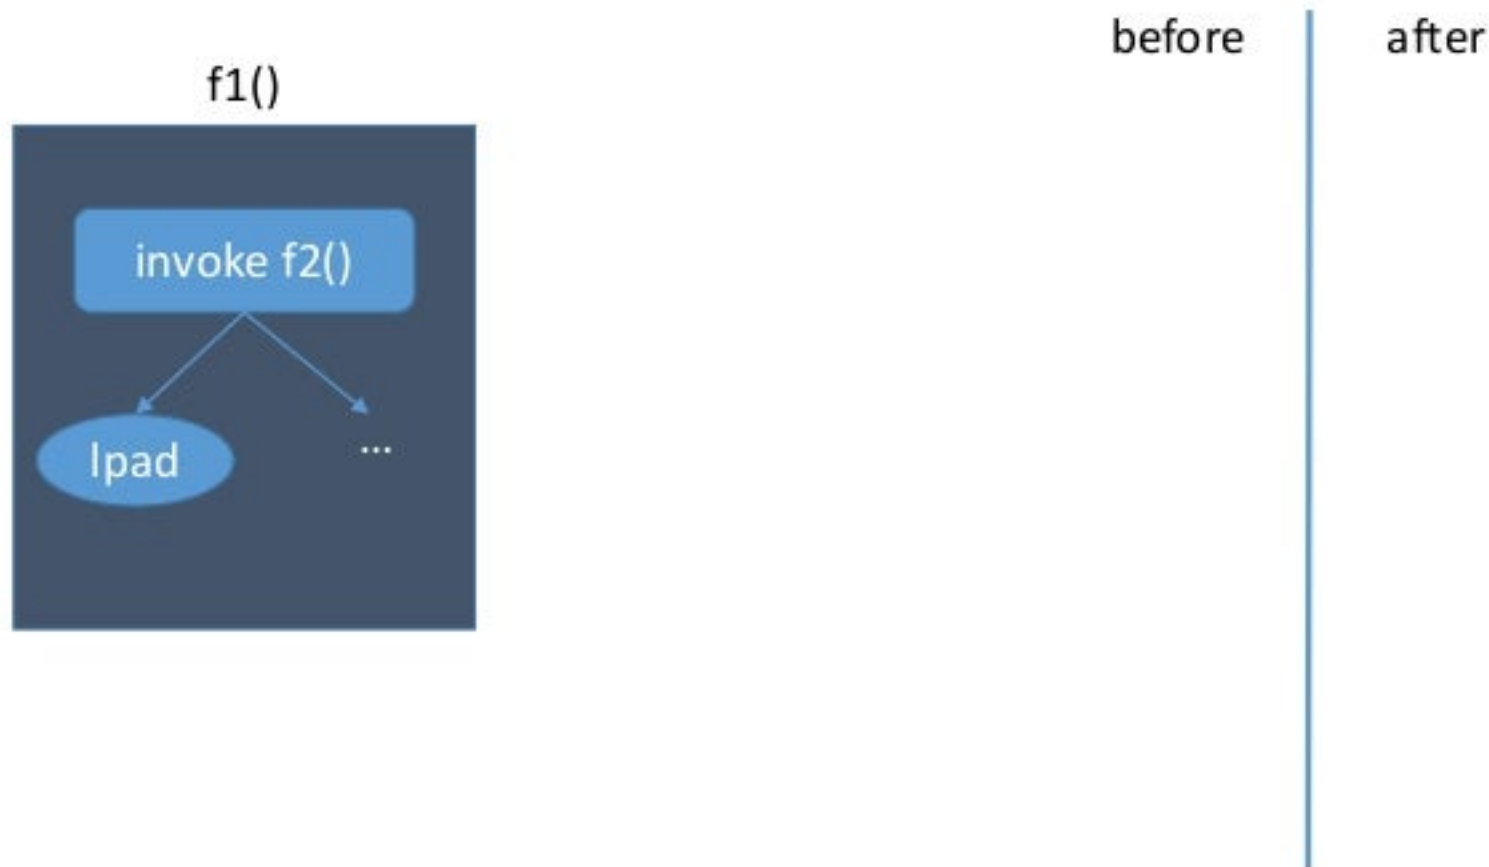 before
after
f1()
invoke f2()
lpad
...